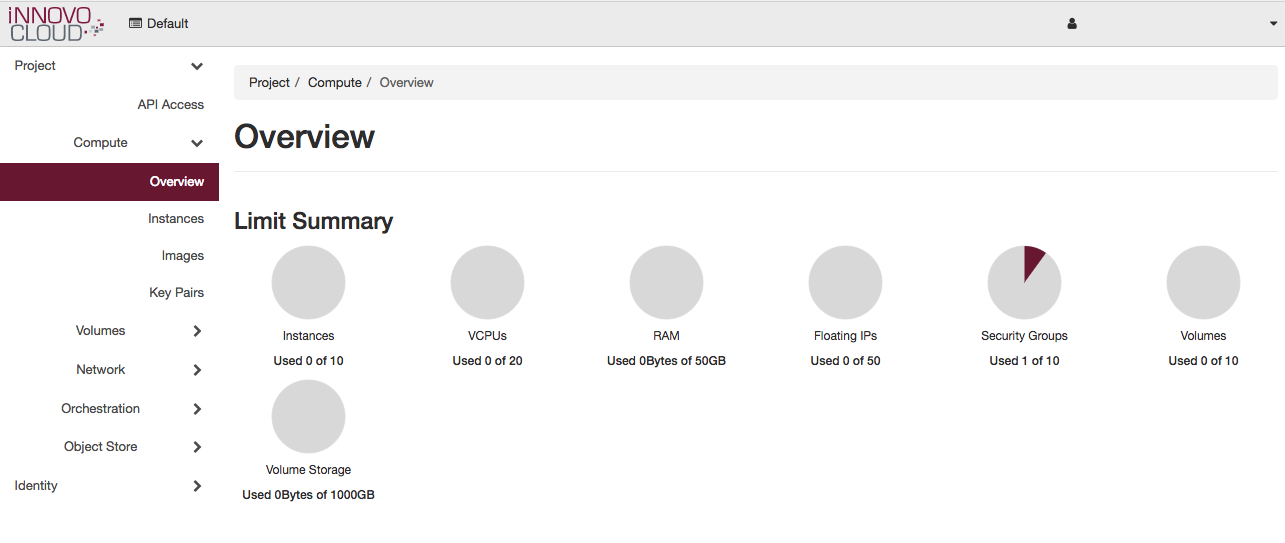 iNNOVO
CLOUD
Default
Project
API Access
Compute
Overview
Instances
Images
Key Pairs
Volumes
Network
Orchestration
Object Store
Identity
Project / Compute / Overview
Overview
Limit Summary
Instances
Used 0 of 10
VCPUs
Used 0 of 20
RAM
Used 0Bytes of 50GB
Floating IPs
Used 0 of 50
Security Groups
Used 1 of 10
Volumes
Used 0 of 10
Volume Storage
Used 0Bytes of 1000GB